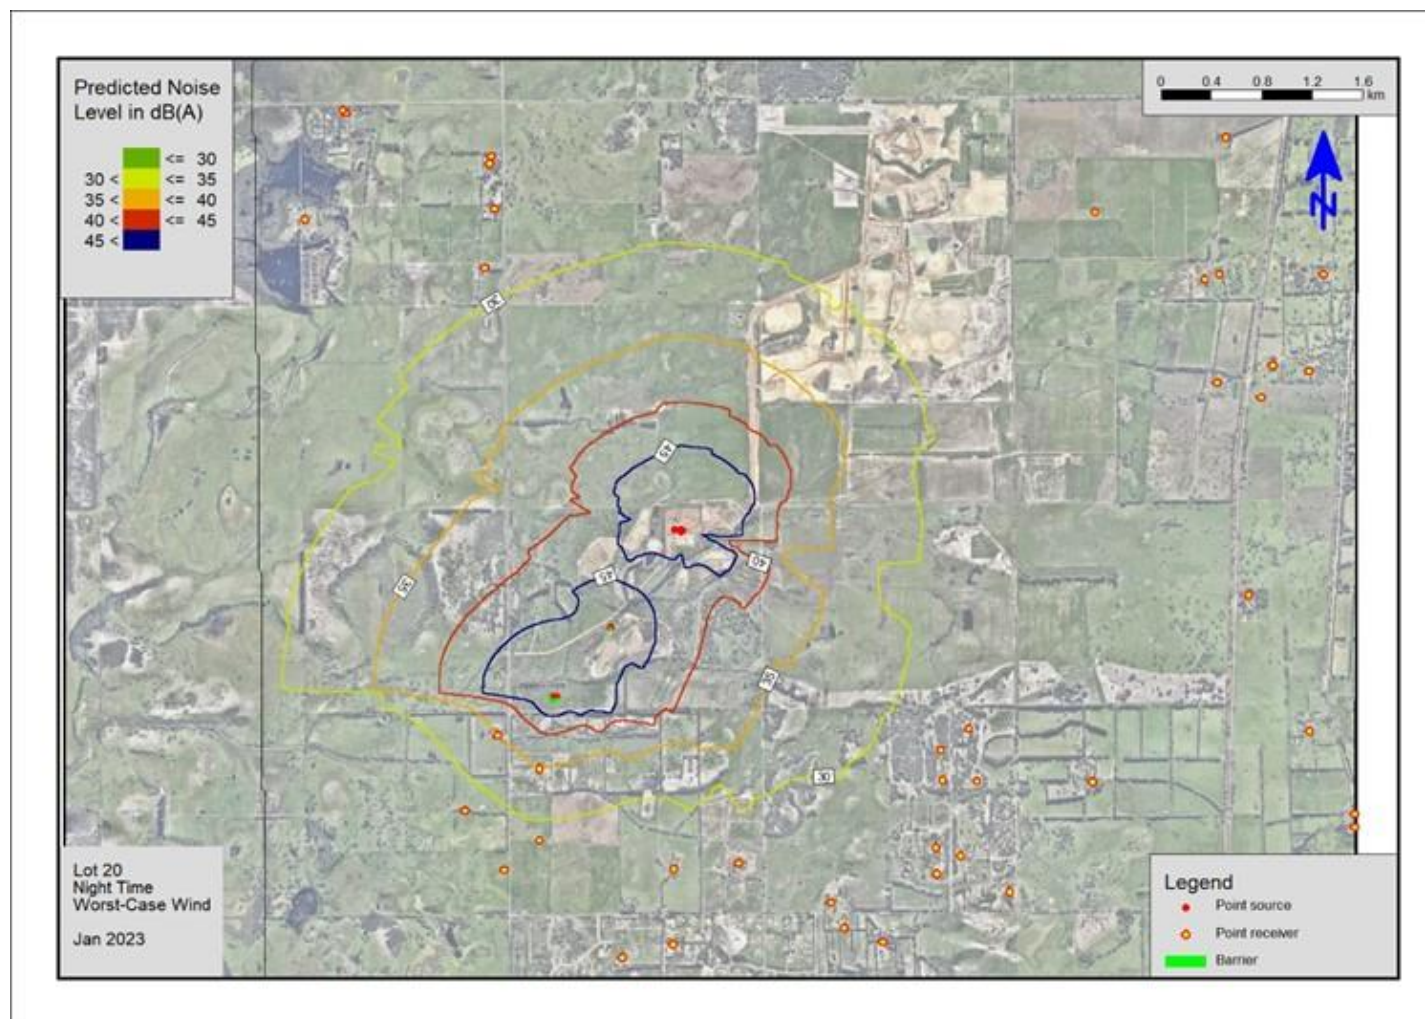 Predicted Noise
Level in dB(A)
<= 30
30 < <= 35
35 < <= 40
40 < <= 45
45 <
0 0.4 0.8 1.2 1.6
km
N
30
35
45
45
40
35
30
Lot 20
Night Time
Worst-Case Wind
Jan 2023
Legend
Point source
Point receiver
Barrier